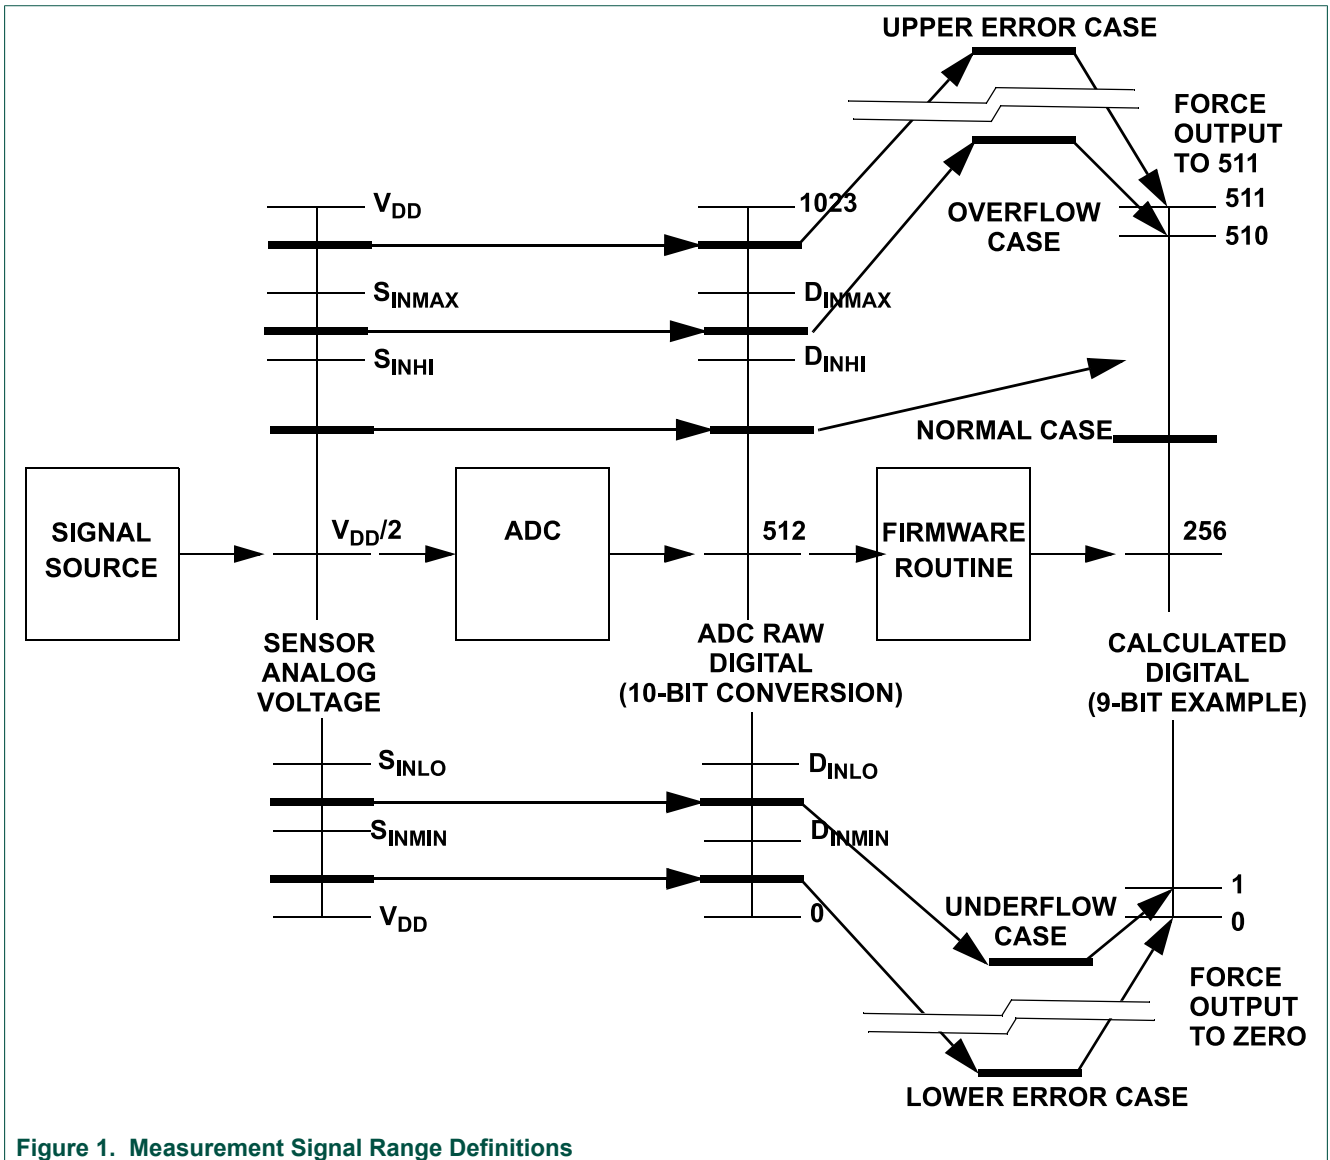 UPPER ERROR CASE
FORCE
OUTPUT
TO 511
VDD
1023
511
OVERFLOW
CASE
510
SINMAX
DINMAX
SINHI
DINHI
NORMAL CASE
SIGNAL
SOURCE
VDD/2
ADC
512
FIRMWARE
ROUTINE
256
SENSOR
ANALOG
VOLTAGE
ADC RAW
DIGITAL
(10-BIT CONVERSION)
CALCULATED
DIGITAL
(9-BIT EXAMPLE)
SINLO
DINLO
SINMIN
DINMIN
VDD
0
UNDERFLOW
CASE
1
0
FORCE
OUTPUT
TO ZERO
LOWER ERROR CASE
Figure 1. Measurement Signal Range Definitions